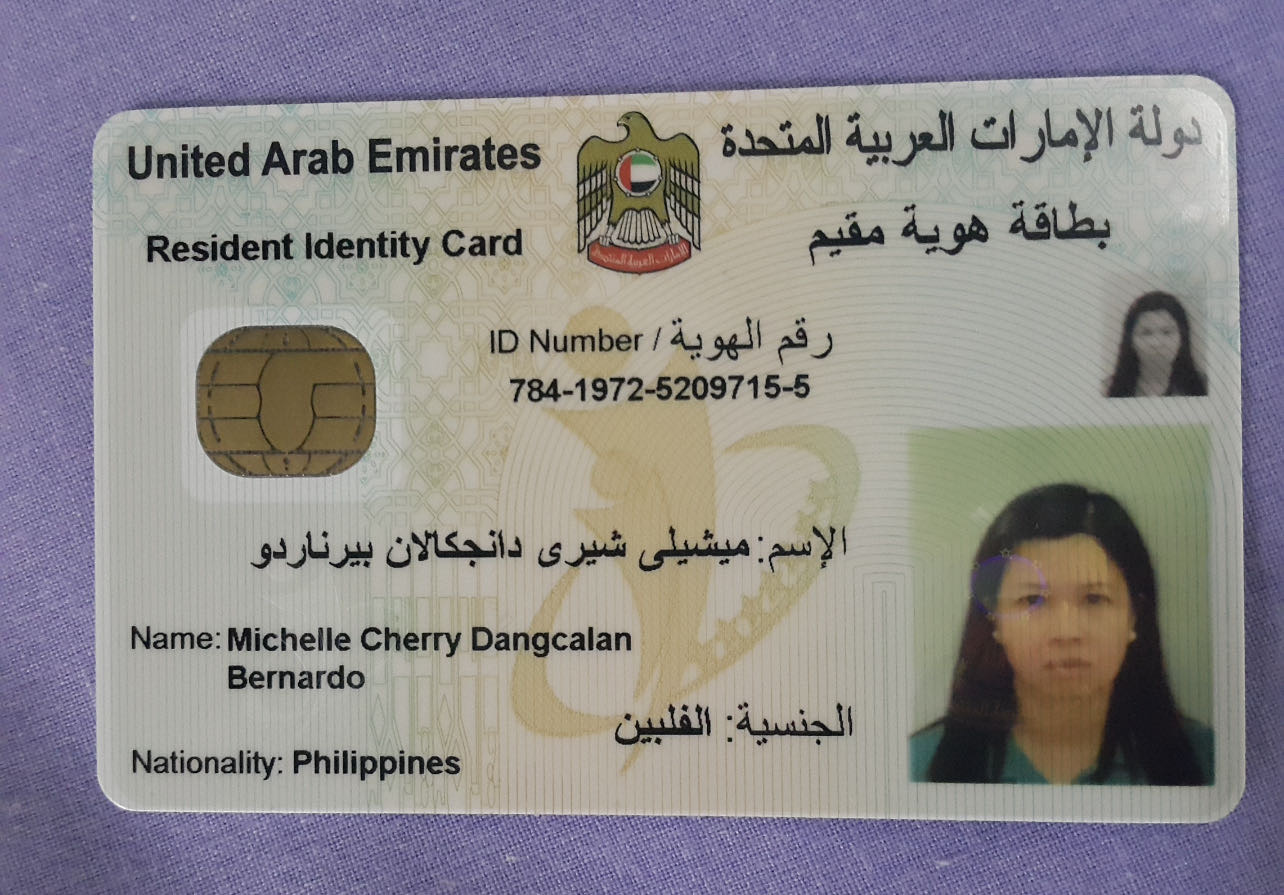 United Arab Emirates
دولة الإمارات العربية المتحدة
Resident Identity Card
بطاقة هوية مقيم
الإمارات العربية المتحدة
ID Number / رقم الهوية
784-1972-5209715-5
الإسم: ميشيلى شيرى دانجكالان بيرناردو
Name: Michelle Cherry Dangcalan
Bernardo
الجنسية: الفلبين
Nationality: Philippines